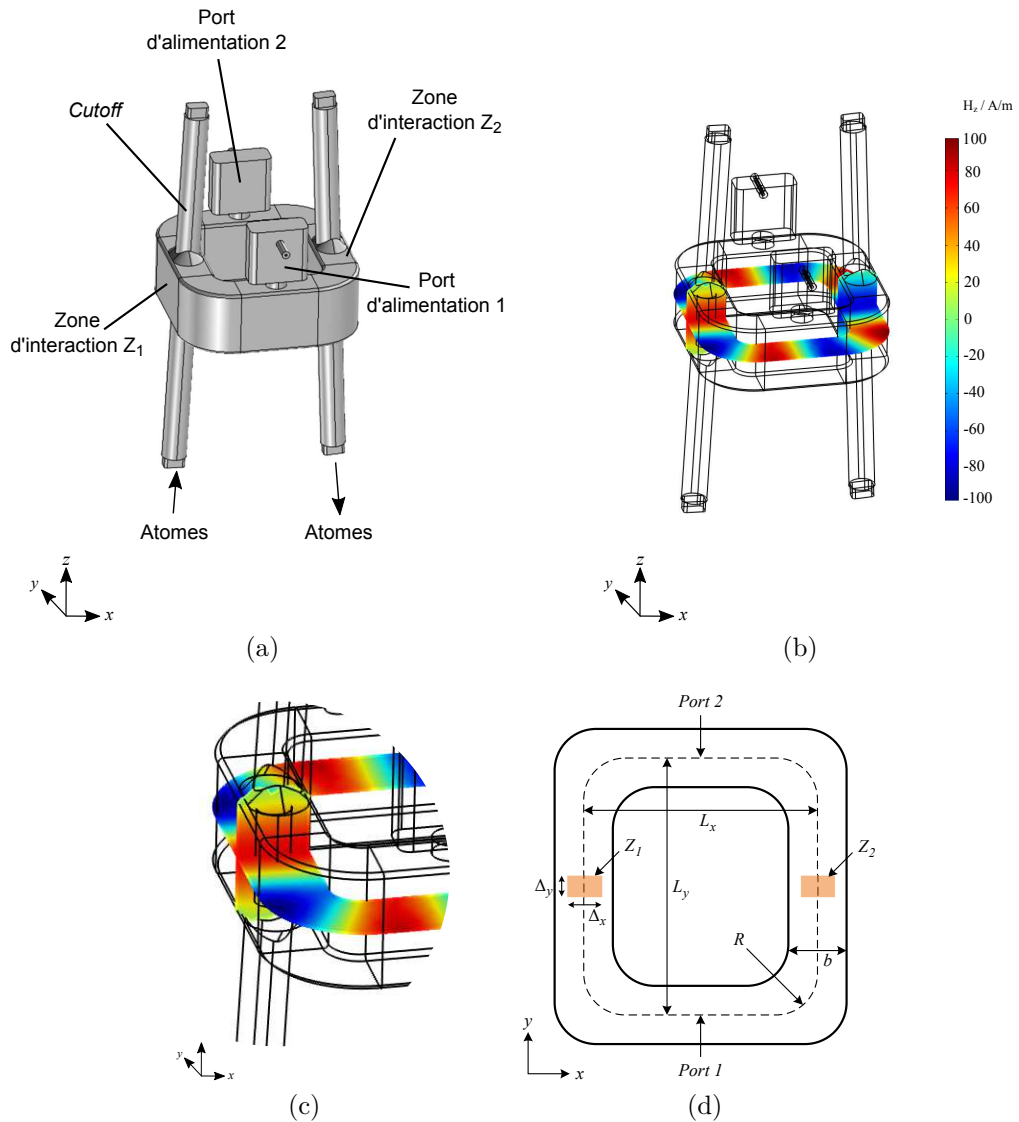 Port
d'alimentation 2
Cutoff
Zone
d'interaction Z2
Port
d'alimentation 1
Zone
d'interaction Z1
Atomes
Atomes
z
y
x
(a)
Hz / A/m
100
80
60
40
20
0
-20
-40
-60
-80
-100
z
y
x
(b)
y
x
(c)
Port 2
Lx
Z1
Z2
Δy
Ly
Δx
R
b
y
x
Port 1
(d)